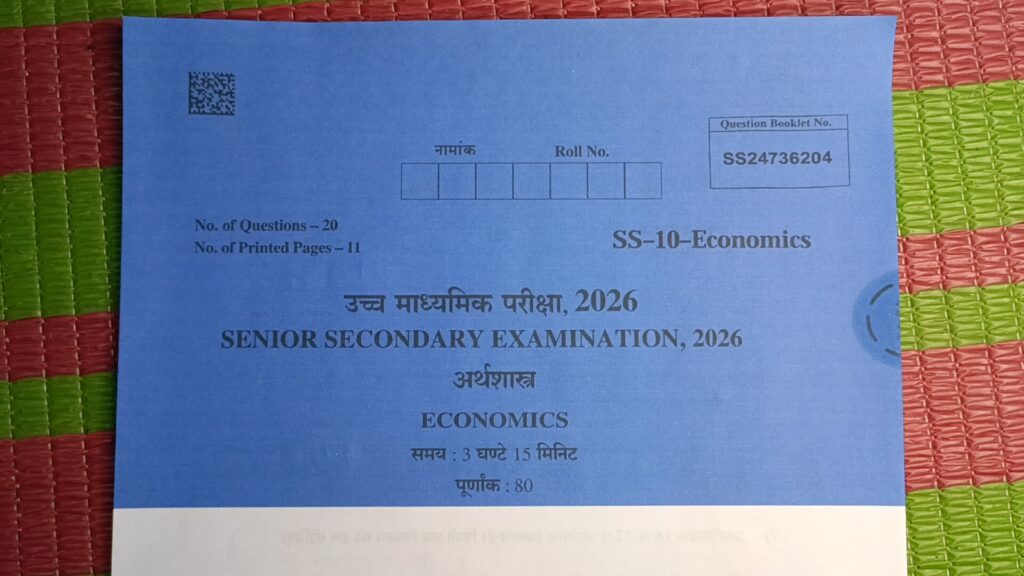 नामांक Roll No.
Question Booklet No.
SS24736204
No. of Questions – 20
No. of Printed Pages – 11
SS–10–Economics
उच्च माध्यमिक परीक्षा, 2026
SENIOR SECONDARY EXAMINATION, 2026
अर्थशास्त्र
ECONOMICS
समय : 3 घण्टे 15 मिनिट
पूर्णांक : 80